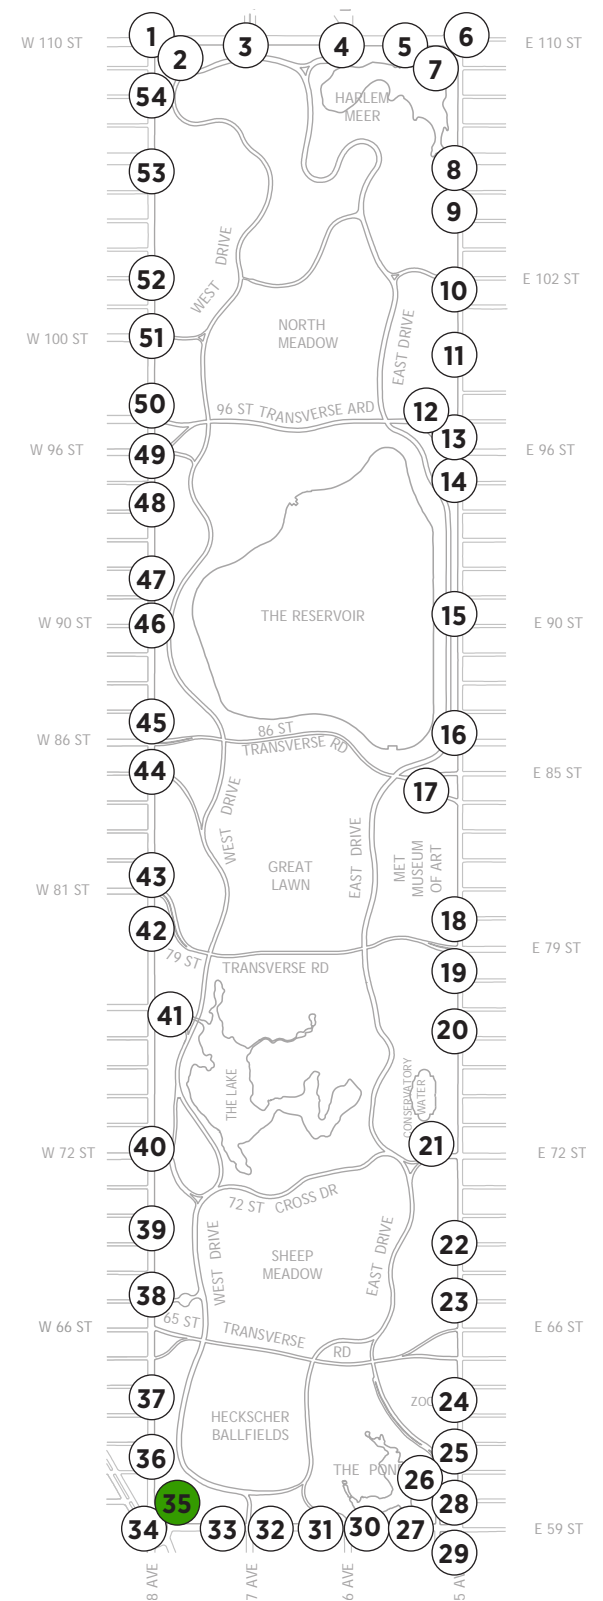 1
2
3
4
5
6
7
W 110 ST
E 110 ST
54
HARLEM
MEER
53
8
9
WEST DRIVE
52
E 102 ST
10
W 100 ST
51
NORTH
MEADOW
EAST DRIVE
11
50
96 ST TRANSVERSE ARD
12
13
W 96 ST
49
E 96 ST
14
48
47
W 90 ST
46
THE RESERVOIR
15
E 90 ST
45
86 ST
TRANSVERSE RD
16
W 86 ST
44
E 85 ST
17
WEST DRIVE
EAST DRIVE
MET
MUSEUM
OF ART
GREAT
LAWN
43
W 81 ST
42
18
79 ST
TRANSVERSE RD
E 79 ST
19
41
20
THE LAKE
CONSERVATORY
WATER
W 72 ST
40
21
E 72 ST
72 ST CROSS DR
39
WEST DRIVE
SHEEP
MEADOW
EAST DRIVE
22
38
23
65 ST
TRANSVERSE
RD
W 66 ST
E 66 ST
37
ZOO
24
HECKSCHER
BALLFIELDS
36
25
THE POND
26
35
28
34
33
32
31
30
27
E 59 ST
29
8 AVE
7 AVE
6 AVE
5 AV